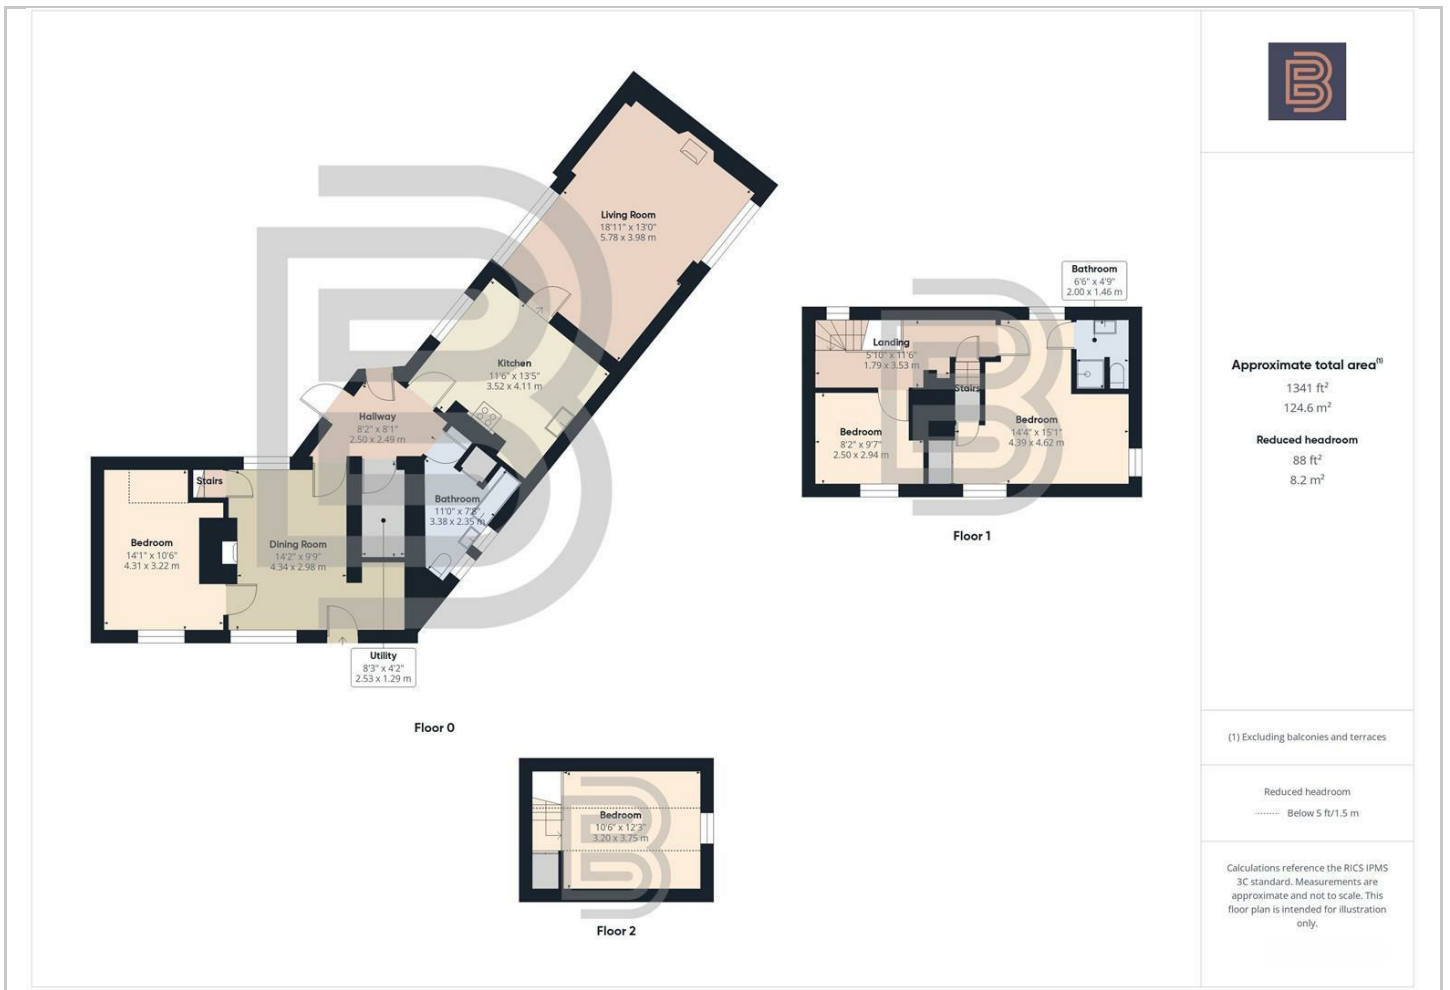 Living Room
18'11" x 13'0"
5.78 x 3.98 m
Kitchen
11'6" x 13'5"
3.52 x 4.11 m
Hallway
8'2" x 8'1"
2.50 x 2.49 m
Stairs
Bathroom
11'0" x 7'8"
3.38 x 2.35 m
Bedroom
14'1" x 10'6"
4.31 x 3.22 m
Dining Room
14'2" x 9'9"
4.34 x 2.98 m
Utility
8'3" x 4'2"
2.53 x 1.29 m
Floor 0
Bathroom
6'6" x 4'9"
2.00 x 1.46 m
Landing
5'10" x 11'6"
1.79 x 3.53 m
Stairs
Bedroom
8'2" x 9'7"
2.50 x 2.94 m
Bedroom
14'4" x 15'1"
4.39 x 4.62 m
Floor 1
Bedroom
10'6" x 12'3"
3.20 x 3.75 m
Floor 2
Approximate total area(1)
1341 ft²
124.6 m²
Reduced headroom
88 ft²
8.2 m²
(1) Excluding balconies and terraces
Reduced headroom
Below 5 ft/1.5 m
Calculations reference the RICS IPMS
3C standard. Measurements are
approximate and not to scale. This
floor plan is intended for illustration
only.